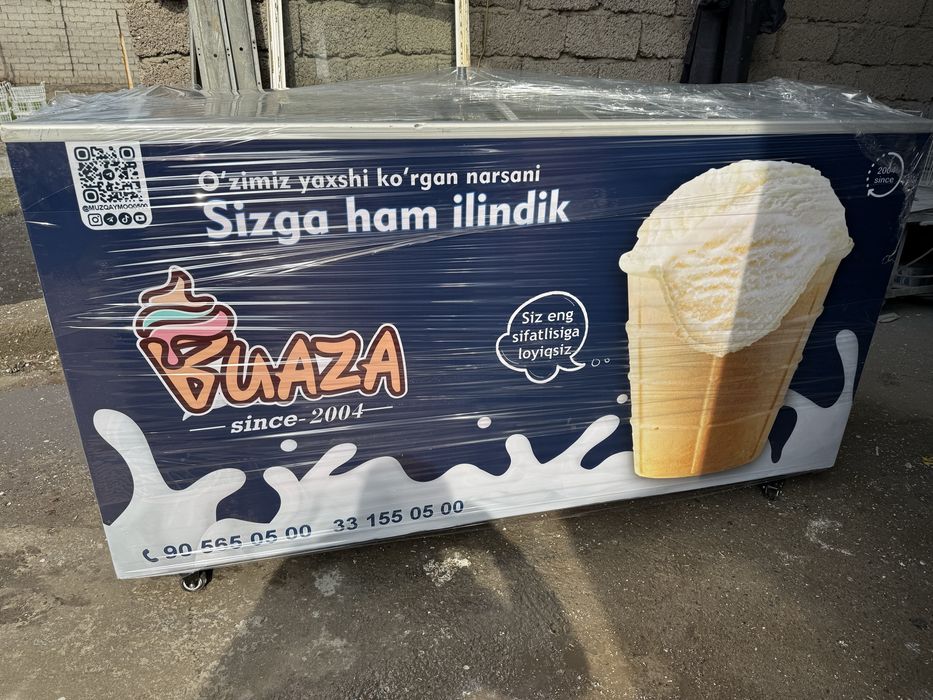 @MUZQAYMOQ0500
O‘zimiz yaxshi ko‘rgan narsani
Sizga ham ilindik
BUAZA
since-2004
Siz eng
sifatlisiga
loyiqsiz
2004
since
90 565 05 00 33 155 05 00